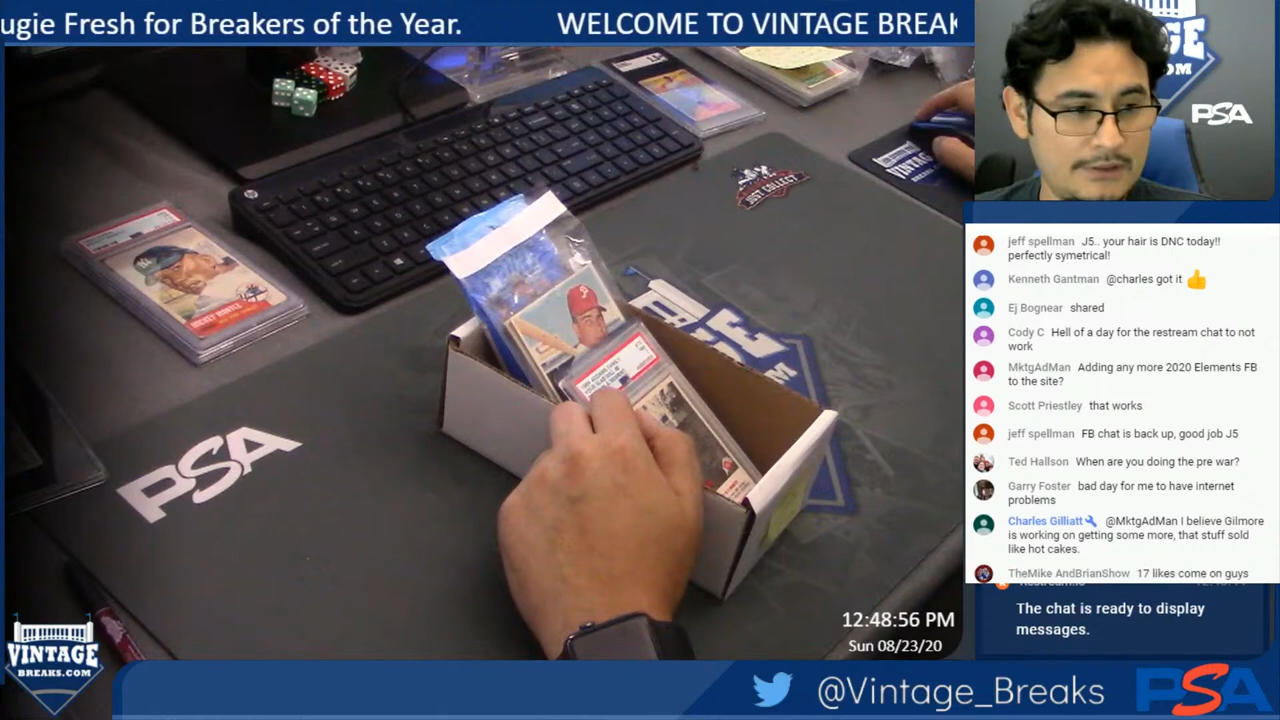 ugie Fresh for Breakers of the Year. WELCOME TO VINTAGE BREAK
PSA
JUST COLLECT
VINTAGE
MICKEY MANTLE
PSA
jeff spellman J5.. your hair is DNC today!!
perfectly symetrical!
Kenneth Gantman @charles got it 👍
Ej Bognear shared
Cody C Hell of a day for the restream chat to not
work
MktgAdMan Adding any more 2020 Elements FB
to the site?
Scott Priestley that works
jeff spellman FB chat is back up, good job J5
Ted Hallson When are you doing the pre war?
Garry Foster bad day for me to have internet
problems
Charles Gilliatt @MktgAdMan I believe Gilmore
is working on getting some more, that stuff sold
like hot cakes.
TheMike AndBrianShow 17 likes come on guys
The chat is ready to display
messages.
12:48:56 PM
Sun 08/23/20
VINTAGE
BREAKS.COM
@Vintage_Breaks
PSA